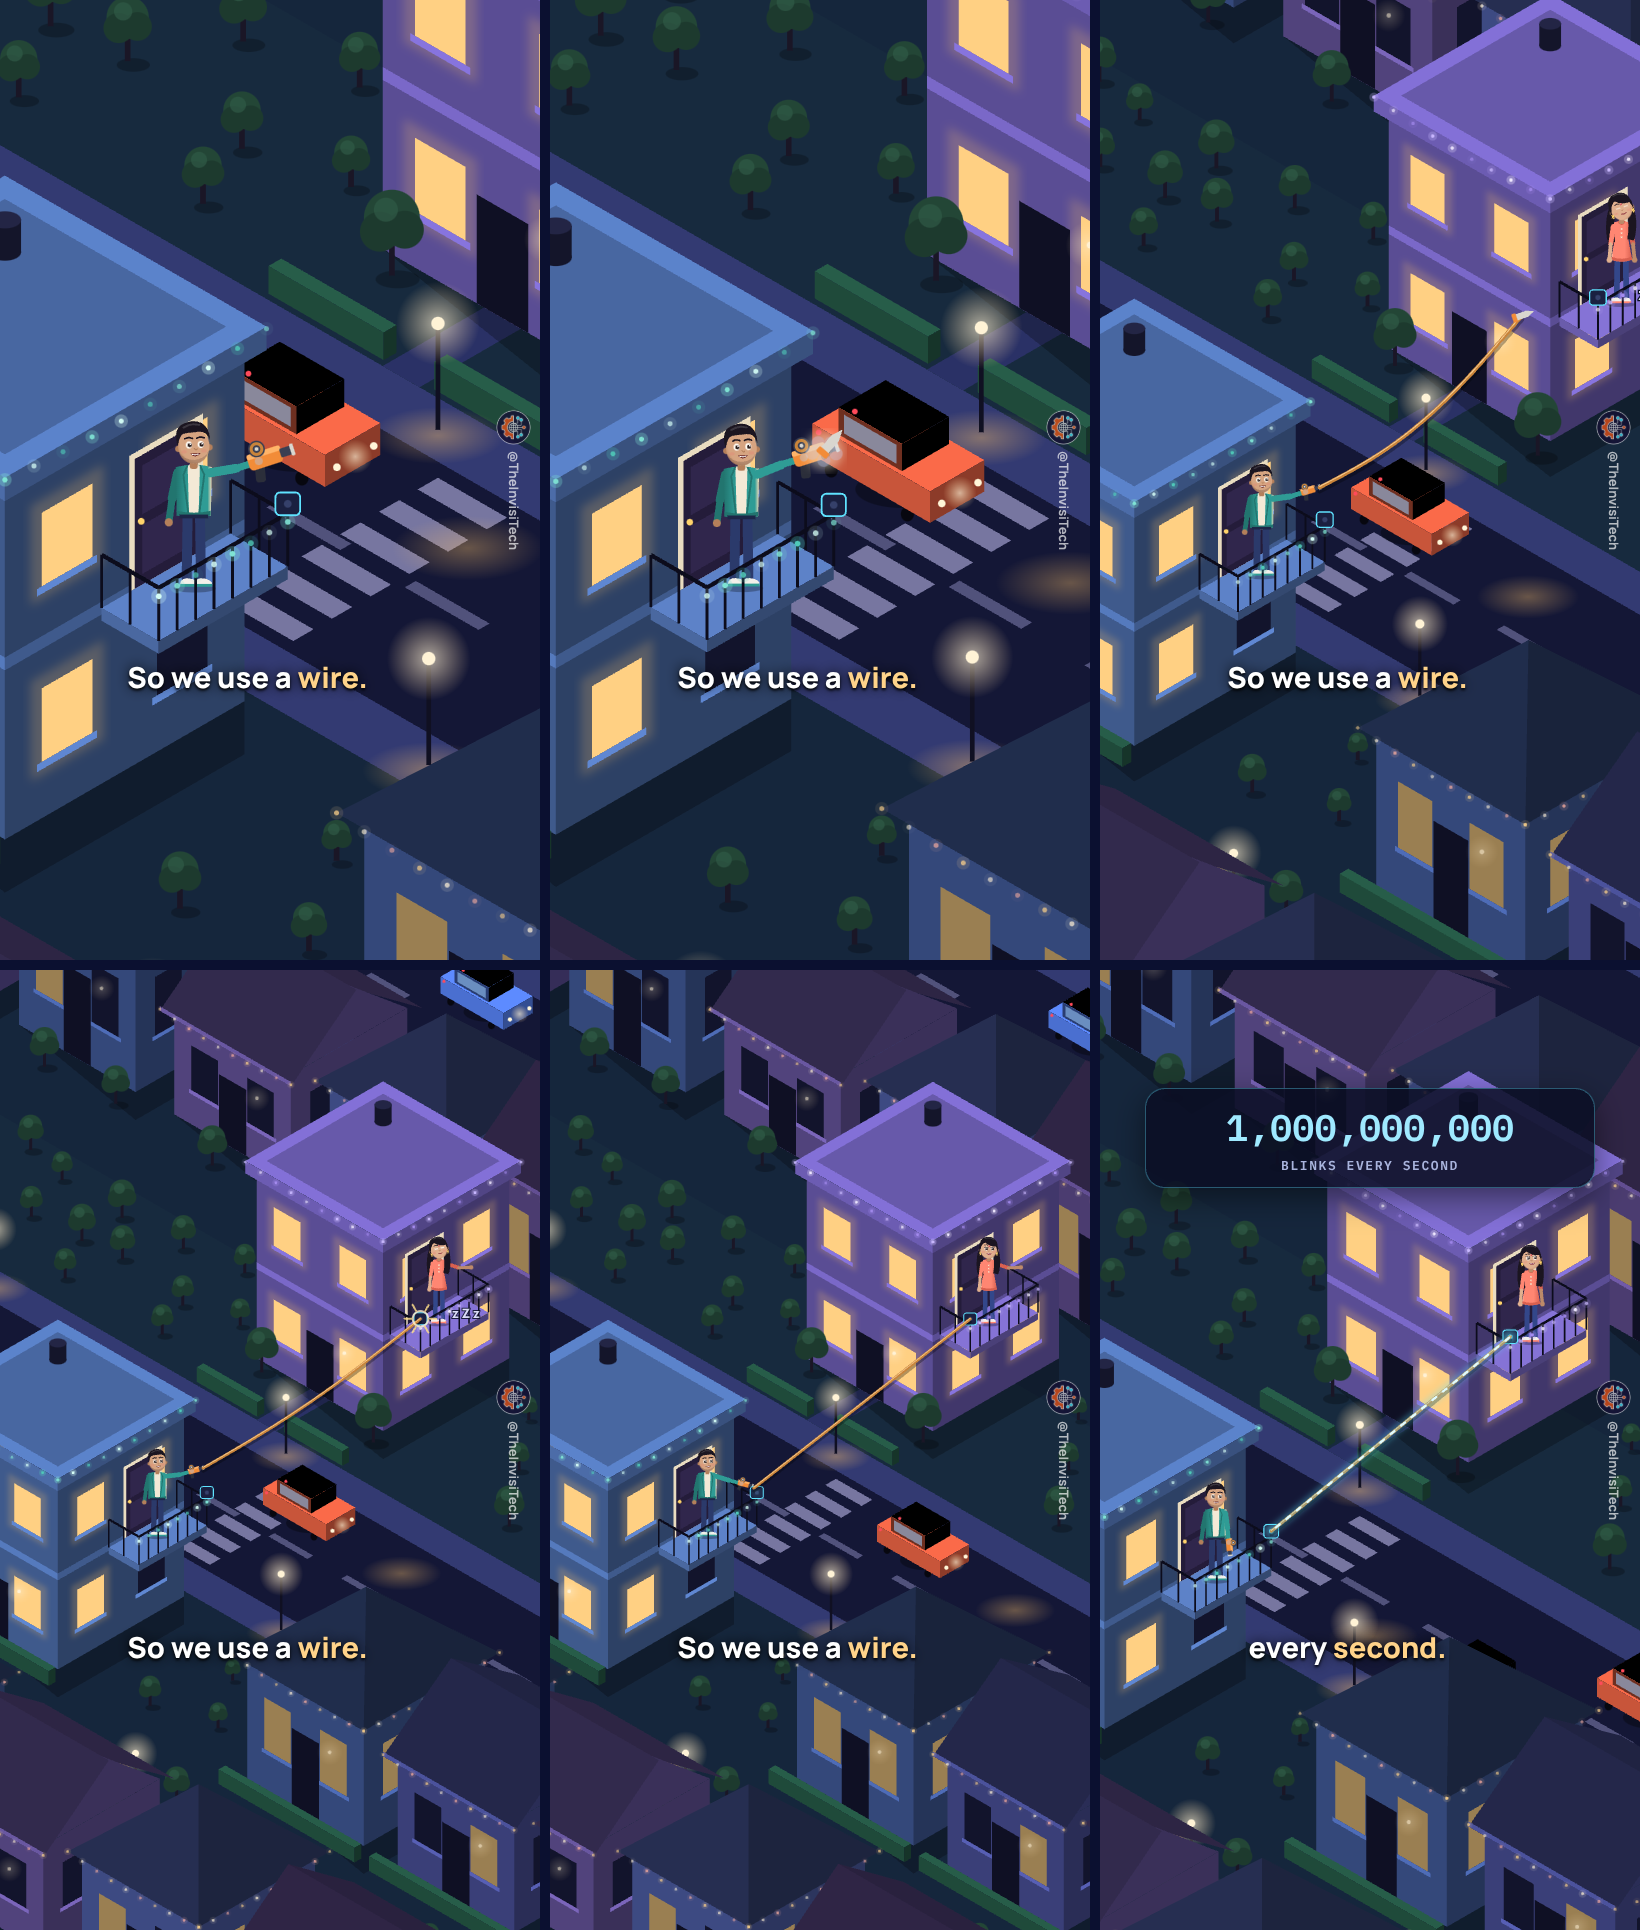 @TheInvisiTech
So we use a wire.
@TheInvisiTech
So we use a wire.
@TheInvisiTech
So we use a wire.
zZz
@TheInvisiTech
So we use a wire.
@TheInvisiTech
So we use a wire.
1,000,000,000
BLINKS EVERY SECOND
@TheInvisiTech
every second.